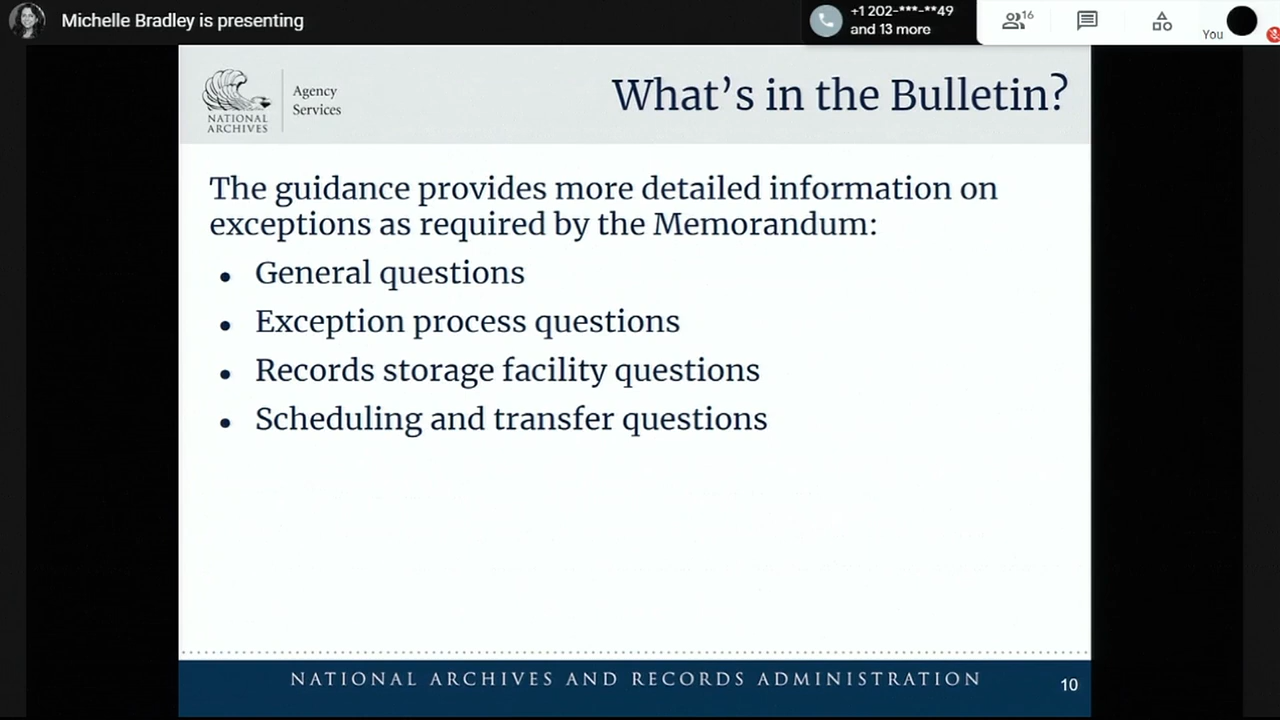 Michelle Bradley is presenting
+1 202-***-**49
and 13 more
16
You
NATIONAL
ARCHIVES
Agency
Services
What's in the Bulletin?
The guidance provides more detailed information on
exceptions as required by the Memorandum:
• General questions
• Exception process questions
• Records storage facility questions
• Scheduling and transfer questions
NATIONAL ARCHIVES AND RECORDS ADMINISTRATION
10